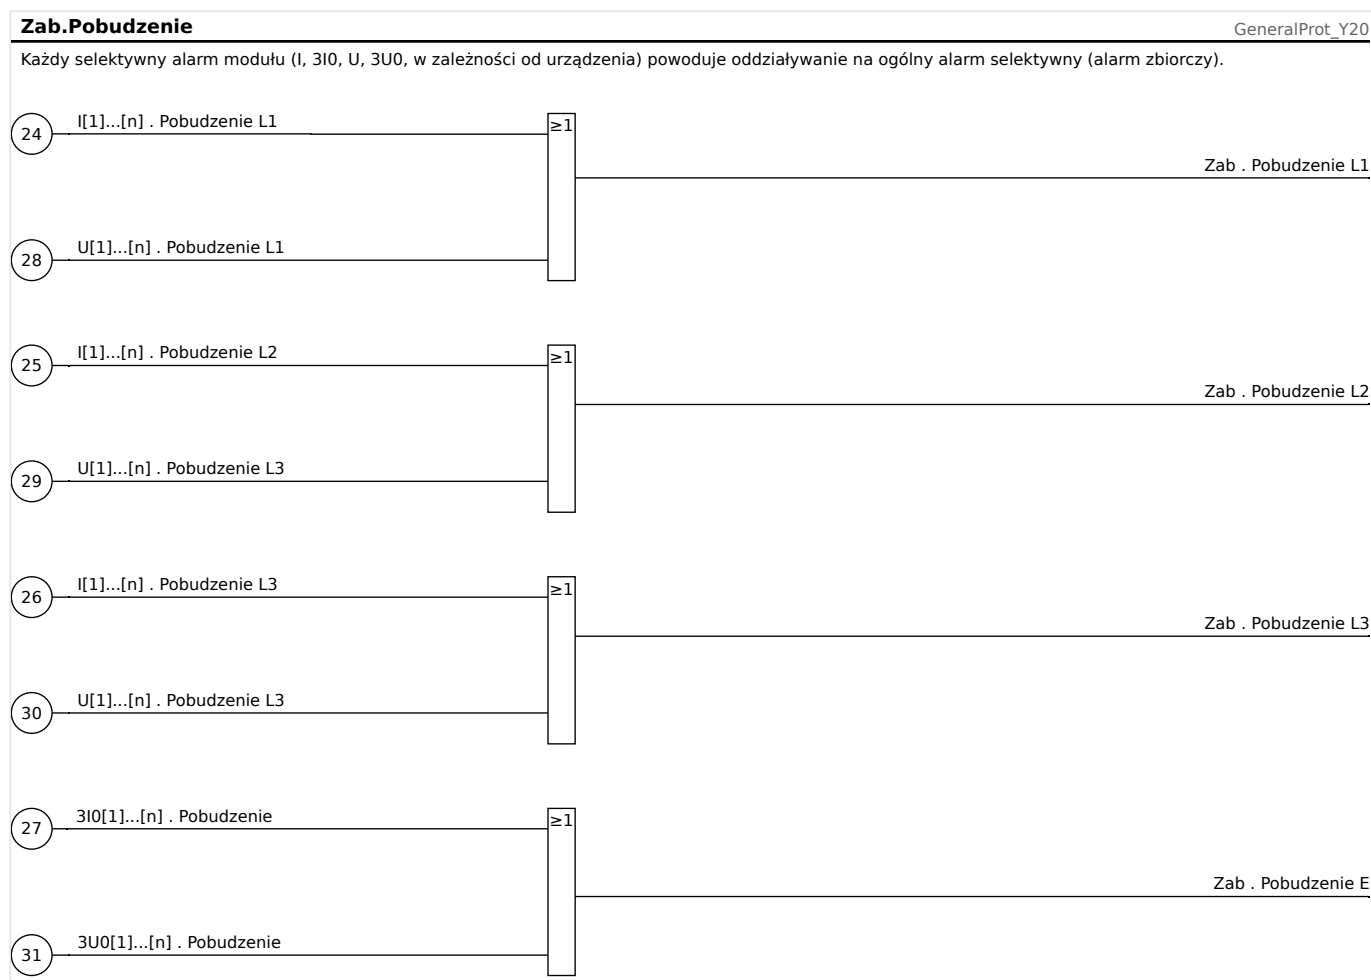 Zab.Pobudzenie
GeneralProt_Y20
Każdy selektywny alarm modułu (I, 3I0, U, 3U0, w zależności od urządzenia) powoduje oddziaływanie na ogólny alarm selektywny (alarm zbiorczy).
24
I[1]...[n] . Pobudzenie L1
≥1
Zab . Pobudzenie L1
28
U[1]...[n] . Pobudzenie L1
25
I[1]...[n] . Pobudzenie L2
≥1
Zab . Pobudzenie L2
29
U[1]...[n] . Pobudzenie L3
26
I[1]...[n] . Pobudzenie L3
≥1
Zab . Pobudzenie L3
30
U[1]...[n] . Pobudzenie L3
27
3I0[1]...[n] . Pobudzenie
≥1
Zab . Pobudzenie E
31
3U0[1]...[n] . Pobudzenie